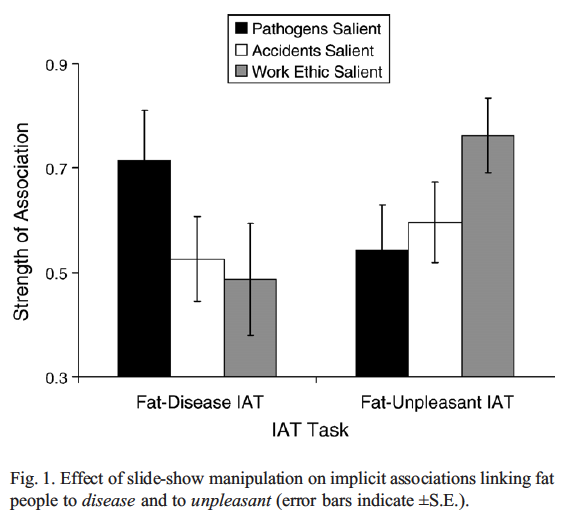 Pathogens Salient
Accidents Salient
Work Ethic Salient
0.9
0.7
0.5
0.3
Strength of Association
Fat-Disease IAT
Fat-Unpleasant IAT
IAT Task
Fig. 1. Effect of slide-show manipulation on implicit associations linking fat
people to disease and to unpleasant (error bars indicate ±S.E.).